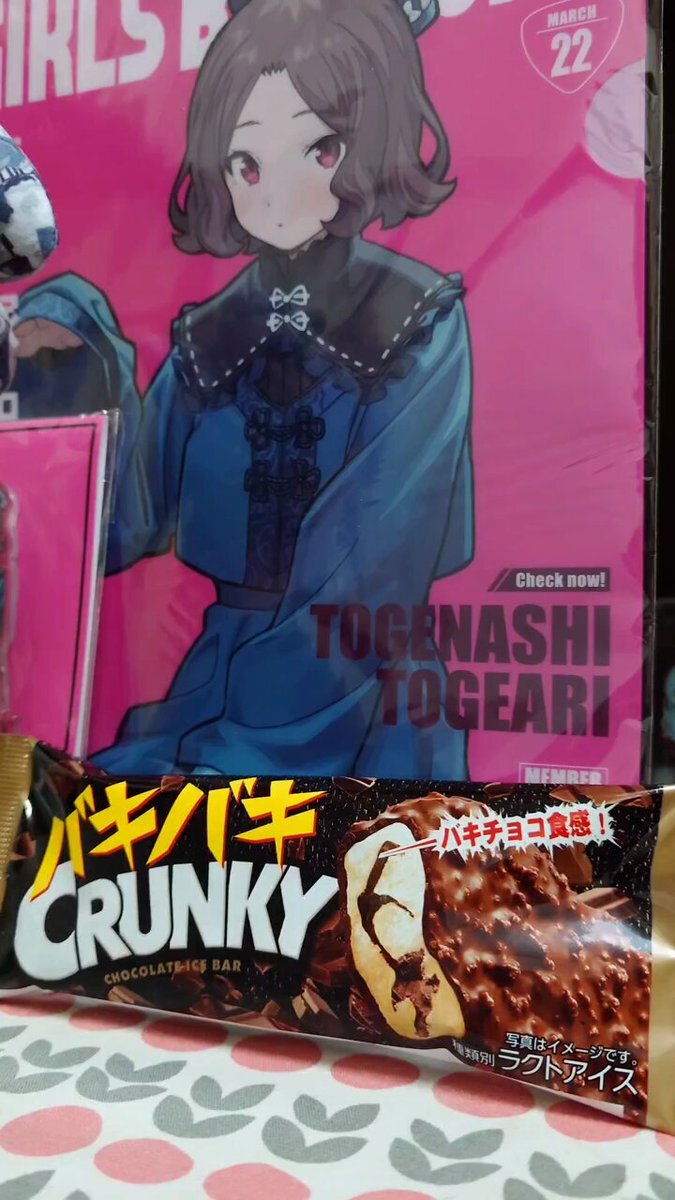 GIRLS B
MARCH
22
Check now!
TOGENASHI
TOGEARI
MEMBER
バキバキ
CRUNKY
CHOCOLATE ICE BAR
バキチョコ食感！
写真はイメージです。
種類別 ラクトアイス